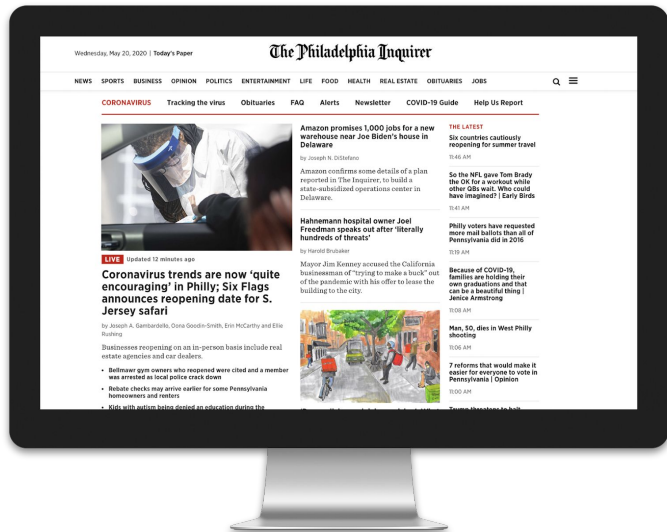 Wednesday, May 20, 2020 | Today's Paper
The Philadelphia Inquirer
NEWS SPORTS BUSINESS OPINION POLITICS ENTERTAINMENT LIFE FOOD HEALTH REAL ESTATE OBITUARIES JOBS
CORONAVIRUS Tracking the virus Obituaries FAQ Alerts Newsletter COVID-19 Guide Help Us Report
LIVE Updated 12 minutes ago
Coronavirus trends are now 'quite
encouraging' in Philly; Six Flags
announces reopening date for S.
Jersey safari
by Joseph A. Gambardello, Oona Goodin-Smith, Erin McCarthy and Ellie
Rushing
Businesses reopening on an in-person basis include real
estate agencies and car dealers.
• Bellmawr gym owners who reopened were cited and a member
was arrested as local police crack down
• Rebate checks may arrive earlier for some Pennsylvania
homeowners and renters
• Kids with autism being denied an education during the
Amazon promises 1,000 jobs for a new
warehouse near Joe Biden's house in
Delaware
by Joseph N. DiStefano
Amazon confirms some details of a plan
reported in The Inquirer, to build a
state-subsidized operations center in
Delaware.
Hahnemann hospital owner Joel
Freedman speaks out after 'literally
hundreds of threats'
by Harold Brubaker
Mayor Jim Kenney accused the California
businessman of "trying to make a buck" out
of the pandemic with his offer to lease the
building to the city.
THE LATEST
Six countries cautiously
reopening for summer travel
11:46 AM
So the NFL gave Tom Brady
the OK for a workout while
other QBs wait. Who could
have imagined? | Early Birds
11:41 AM
Philly voters have requested
more mail ballots than all of
Pennsylvania did in 2016
11:19 AM
Because of COVID-19,
families are holding their
own graduations and that
can be a beautiful thing |
Jenice Armstrong
11:08 AM
Man, 50, dies in West Philly
shooting
11:06 AM
7 reforms that would make it
easier for everyone to vote in
Pennsylvania | Opinion
11:00 AM
Trump threatens to halt